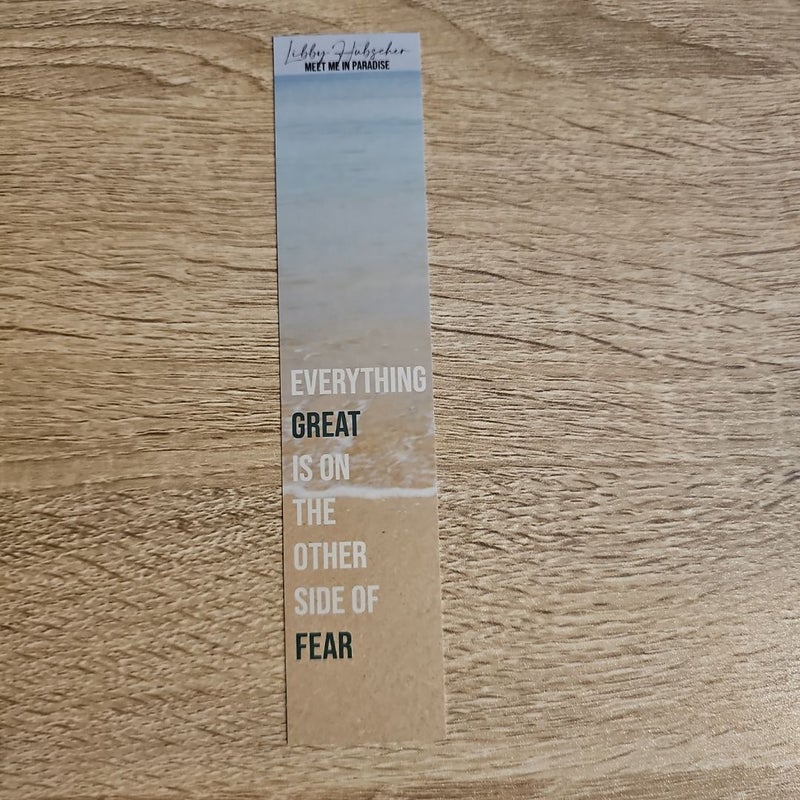 Libby Hubscher
MEET ME IN PARADISE
EVERYTHING
GREAT
IS ON
THE
OTHER
SIDE OF
FEAR